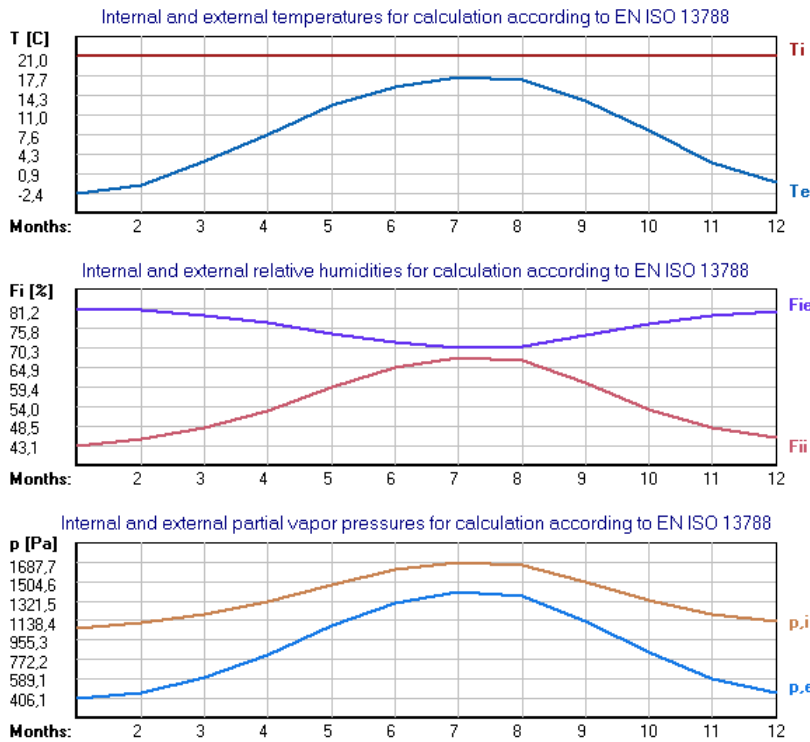 Internal and external temperatures for calculation according to EN ISO 13788
T [C]
21,0
17,7
14,3
11,0
7,6
4,3
0,9
-2,4
Ti
Te
Months: 2 3 4 5 6 7 8 9 10 11 12
Internal and external relative humidities for calculation according to EN ISO 13788
Fi [%]
81,2
75,8
70,3
64,9
59,4
54,0
48,5
43,1
Fie
Fii
Months: 2 3 4 5 6 7 8 9 10 11 12
Internal and external partial vapor pressures for calculation according to EN ISO 13788
p [Pa]
1687,7
1504,6
1321,5
1138,4
955,3
772,2
589,1
406,1
p,i
p,e
Months: 2 3 4 5 6 7 8 9 10 11 12